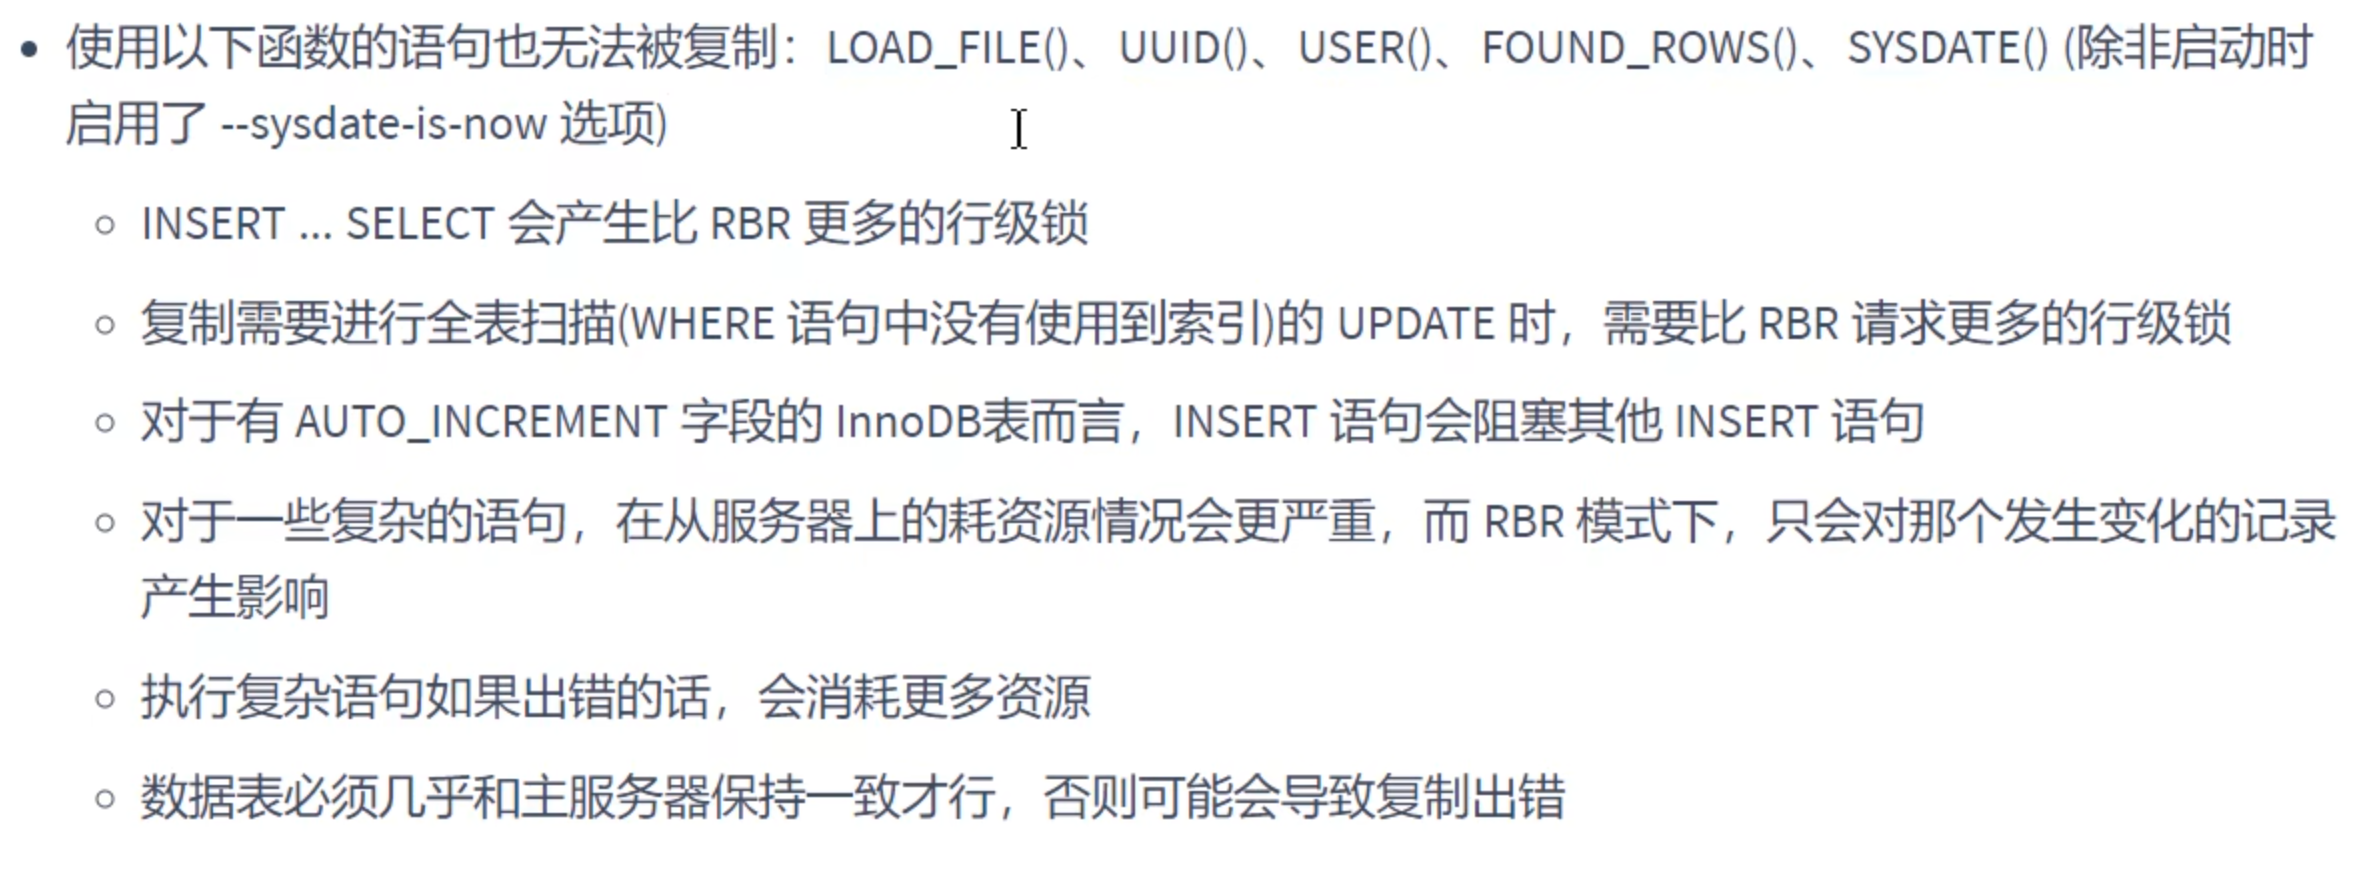 • 使用以下函数的语句也无法被复制：LOAD_FILE()、UUID()、USER()、FOUND_ROWS()、SYSDATE() (除非启动时
启用了 --sysdate-is-now 选项)
○ INSERT ... SELECT 会产生比 RBR 更多的行级锁
○ 复制需要进行全表扫描(WHERE 语句中没有使用到索引)的 UPDATE 时，需要比 RBR 请求更多的行级锁
○ 对于有 AUTO_INCREMENT 字段的 InnoDB表而言，INSERT 语句会阻塞其他 INSERT 语句
○ 对于一些复杂的语句，在从服务器上的耗资源情况会更严重，而 RBR 模式下，只会对那个发生变化的记录
产生影响
○ 执行复杂语句如果出错的话，会消耗更多资源
○ 数据表必须几乎和主服务器保持一致才行，否则可能会导致复制出错